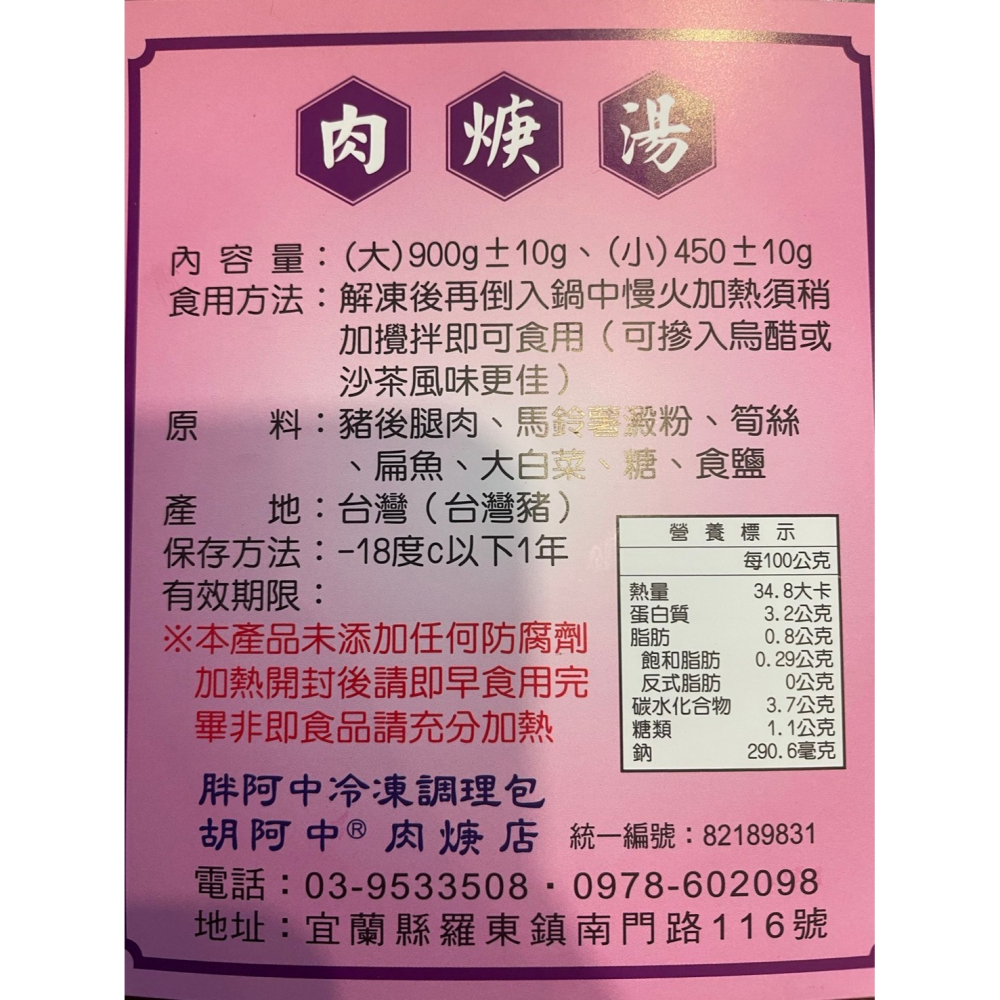 肉焿湯
內容量：(大)900g±10g、(小)450±10g
食用方法：解凍後再倒入鍋中慢火加熱須稍
加攪拌即可食用（可摻入烏醋或
沙茶風味更佳）
原料：豬後腿肉、馬鈴薯澱粉、筍絲
、扁魚、大白菜、糖、食鹽
產地：台灣（台灣豬）
保存方法：-18度c以下1年
有效期限：
※本產品未添加任何防腐劑
加熱開封後請即早食用完
畢非即食品請充分加熱
營養標示
每100公克
熱量 34.8大卡
蛋白質 3.2公克
脂肪 0.8公克
飽和脂肪 0.29公克
反式脂肪 0公克
碳水化合物 3.7公克
糖類 1.1公克
鈉 290.6毫克
胖阿中冷凍調理包
胡阿中® 肉焿店 統一編號：82189831
電話：03-9533508·0978-602098
地址：宜蘭縣羅東鎮南門路116號